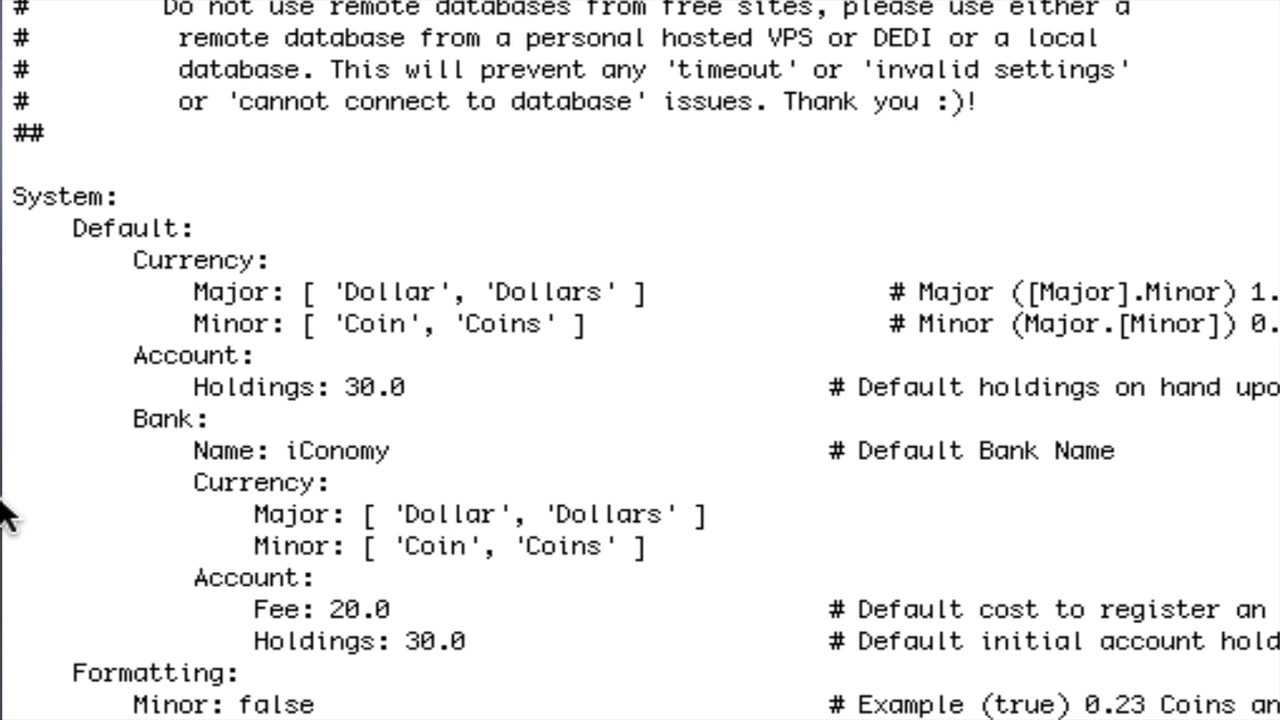 #         Do not use remote databases from free sites, please use either a
#          remote database from a personal hosted VPS or DEDI or a local
#          database. This will prevent any 'timeout' or 'invalid settings'
#          or 'cannot connect to database' issues. Thank you :)!
##

System:
    Default:
        Currency:
            Major: [ 'Dollar', 'Dollars' ]                # Major ([Major].Minor) 1.
            Minor: [ 'Coin', 'Coins' ]                    # Minor (Major.[Minor]) 0.
        Account:
            Holdings: 30.0                            # Default holdings on hand upo
        Bank:
            Name: iConomy                             # Default Bank Name
            Currency:
                Major: [ 'Dollar', 'Dollars' ]
                Minor: [ 'Coin', 'Coins' ]
            Account:
                Fee: 20.0                             # Default cost to register an
                Holdings: 30.0                        # Default initial account hold
    Formatting:
        Minor: false                                  # Example (true) 0.23 Coins an